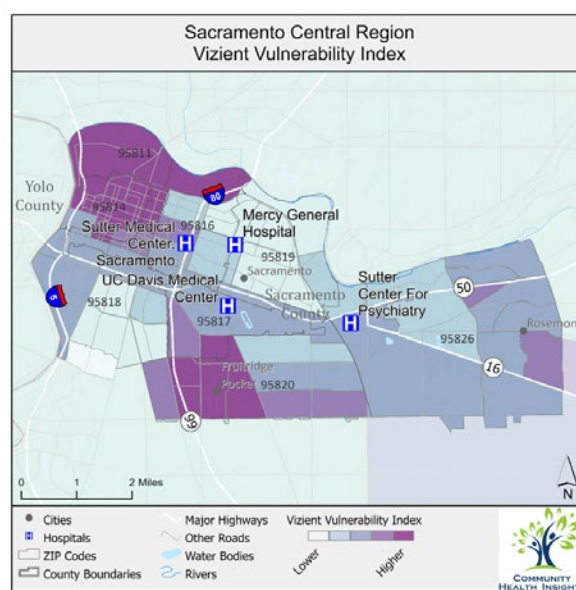 Sacramento Central Region
Vizient Vulnerability Index
95811
80
Yolo
County
95814
95816
Mercy General
Hospital
Sutter Medical
Center,
Sacramento
95819
Sacramento
UC Davis Medical
Center
Sacramento
County
Sutter
Center For
Psychiatry
50
5
95818
95817
95826
Rosemont
16
Fruitridge
Pocket
95820
99
0 1 2 Miles
N
Cities
Hospitals
ZIP Codes
County Boundaries
Major Highways
Other Roads
Water Bodies
Rivers
Vizient Vulnerability Index
Lower
Higher
COMMUNITY
HEALTH INSIGHT